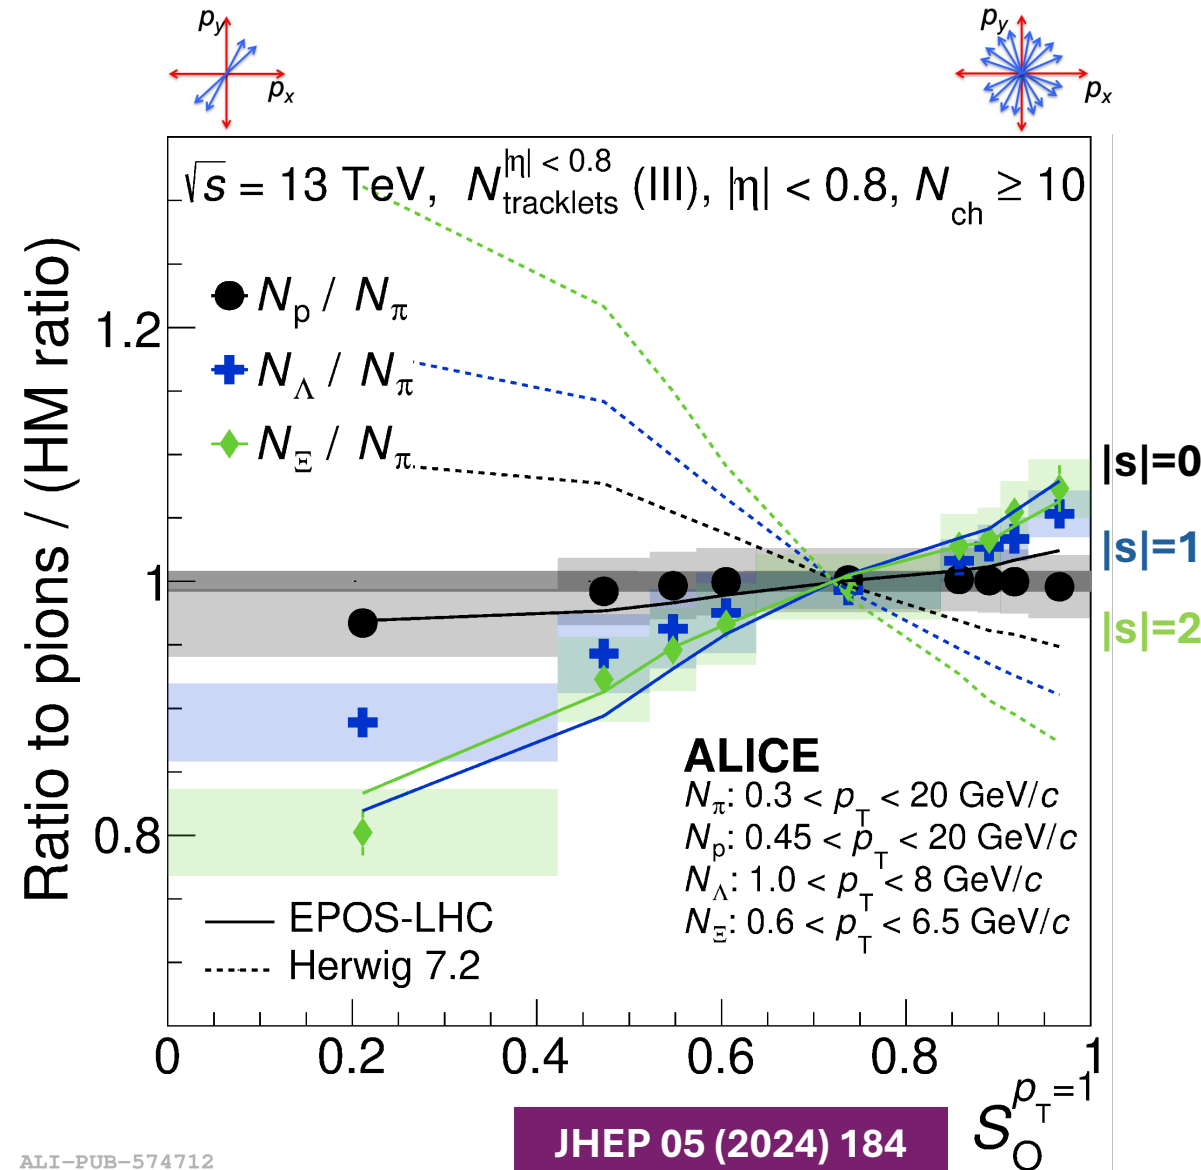 p_y
p_x
p_y
p_x
√s = 13 TeV, N_tracklets^|η| < 0.8 (III), |η| < 0.8, N_ch ≥ 10
N_p / N_π
N_Λ / N_π
N_Ξ / N_π
Ratio to pions / (HM ratio)
1.2
1
0.8
|s|=0
|s|=1
|s|=2
ALICE
N_π: 0.3 < p_T < 20 GeV/c
N_p: 0.45 < p_T < 20 GeV/c
N_Λ: 1.0 < p_T < 8 GeV/c
N_Ξ: 0.6 < p_T < 6.5 GeV/c
EPOS-LHC
Herwig 7.2
0 0.2 0.4 0.6 0.8 1
S_O^p_T=1
JHEP 05 (2024) 184
ALI-PUB-574712